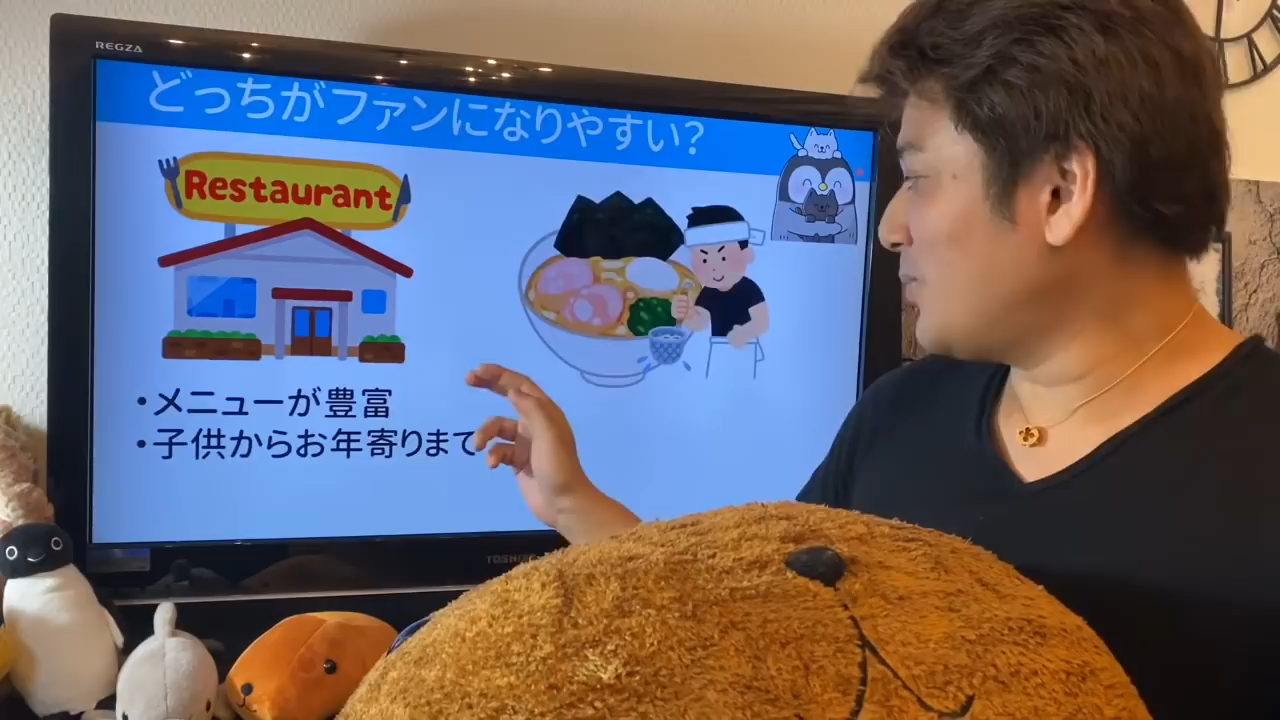 REGZA
どっちがファンになりやすい?
Restaurant
・メニューが豊富
・子供からお年寄りまで
TOSHIBA